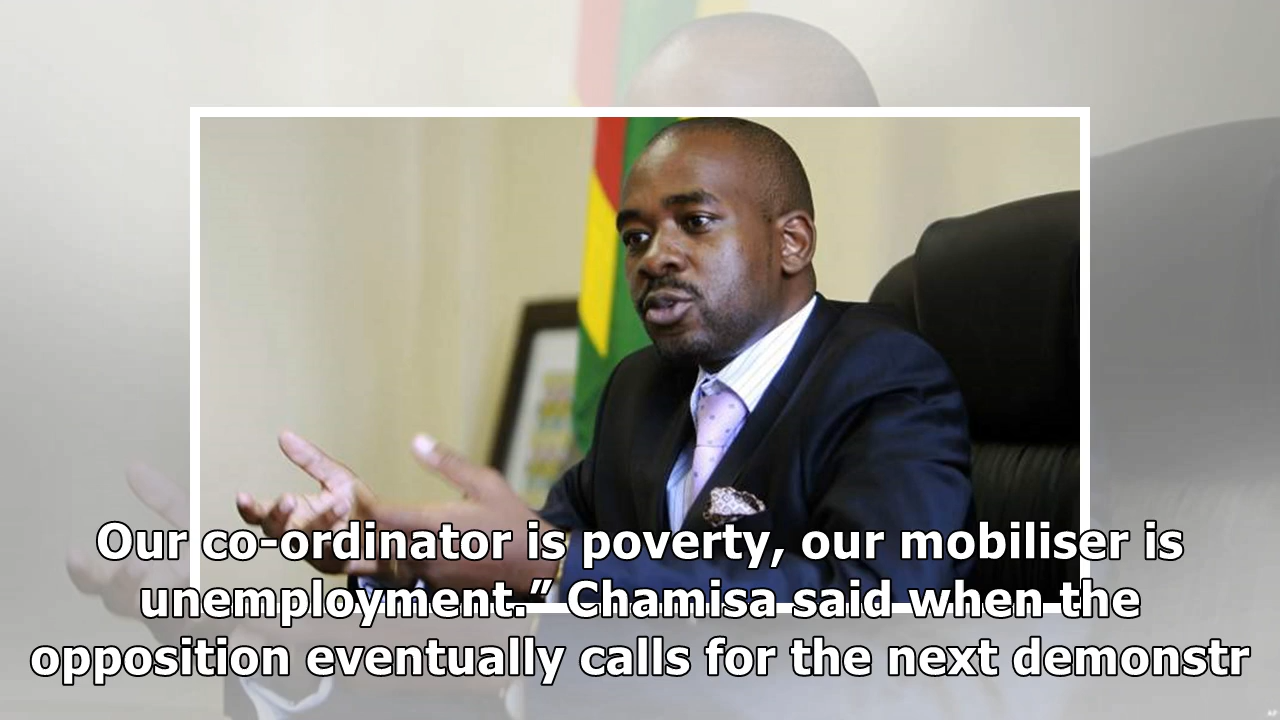 Our co-ordinator is poverty, our mobiliser is
unemployment.” Chamisa said when the
opposition eventually calls for the next demonstr